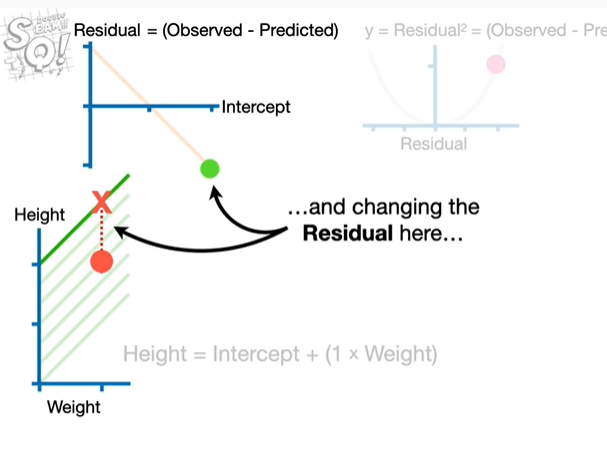 Residual = (Observed - Predicted)
y = Residual² = (Observed - Pre
Intercept
Residual
...and changing the
Residual here...
Height
Height = Intercept + (1 × Weight)
Weight